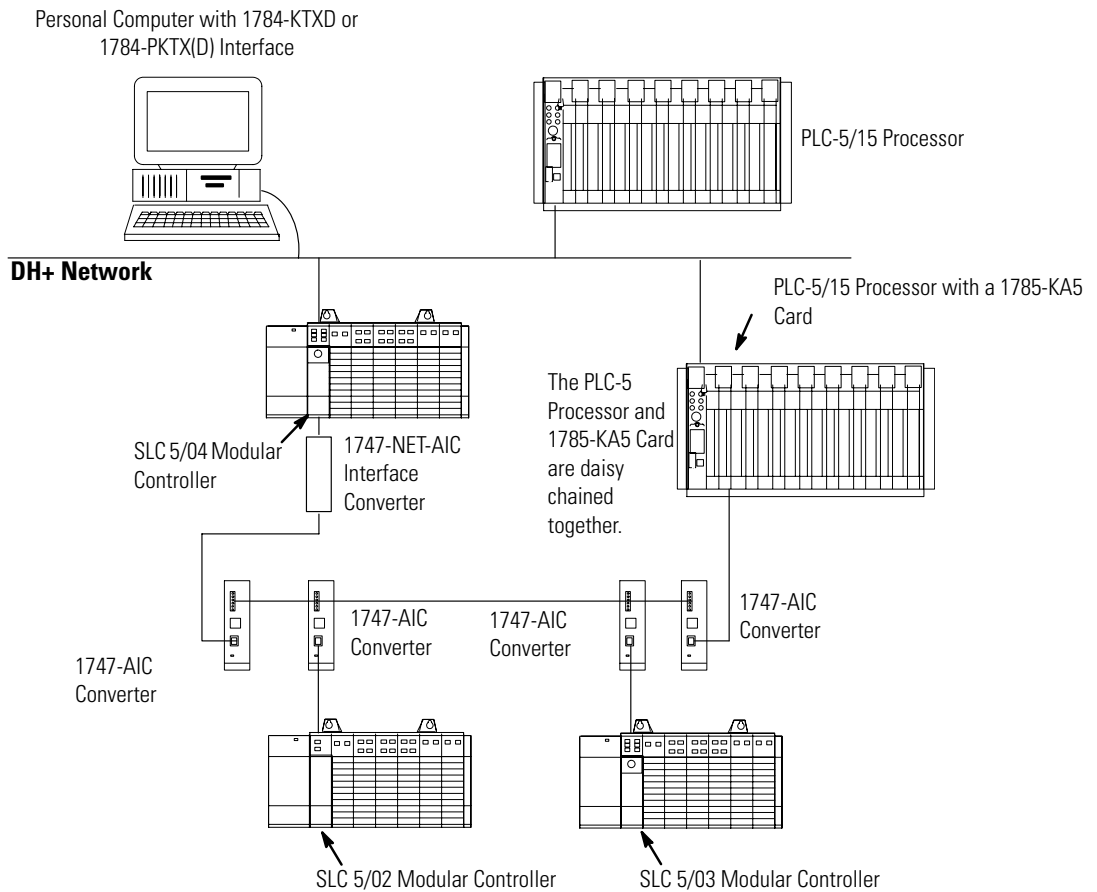 Personal Computer with 1784-KTXD or
1784-PKTX(D) Interface
PLC-5/15 Processor
DH+ Network
PLC-5/15 Processor with a 1785-KA5
Card
The PLC-5
Processor and
1785-KA5 Card
are daisy
chained
together.
SLC 5/04 Modular
Controller
1747-NET-AIC
Interface
Converter
1747-AIC
Converter
1747-AIC
Converter
1747-AIC
Converter
1747-AIC
Converter
SLC 5/02 Modular Controller
SLC 5/03 Modular Controller